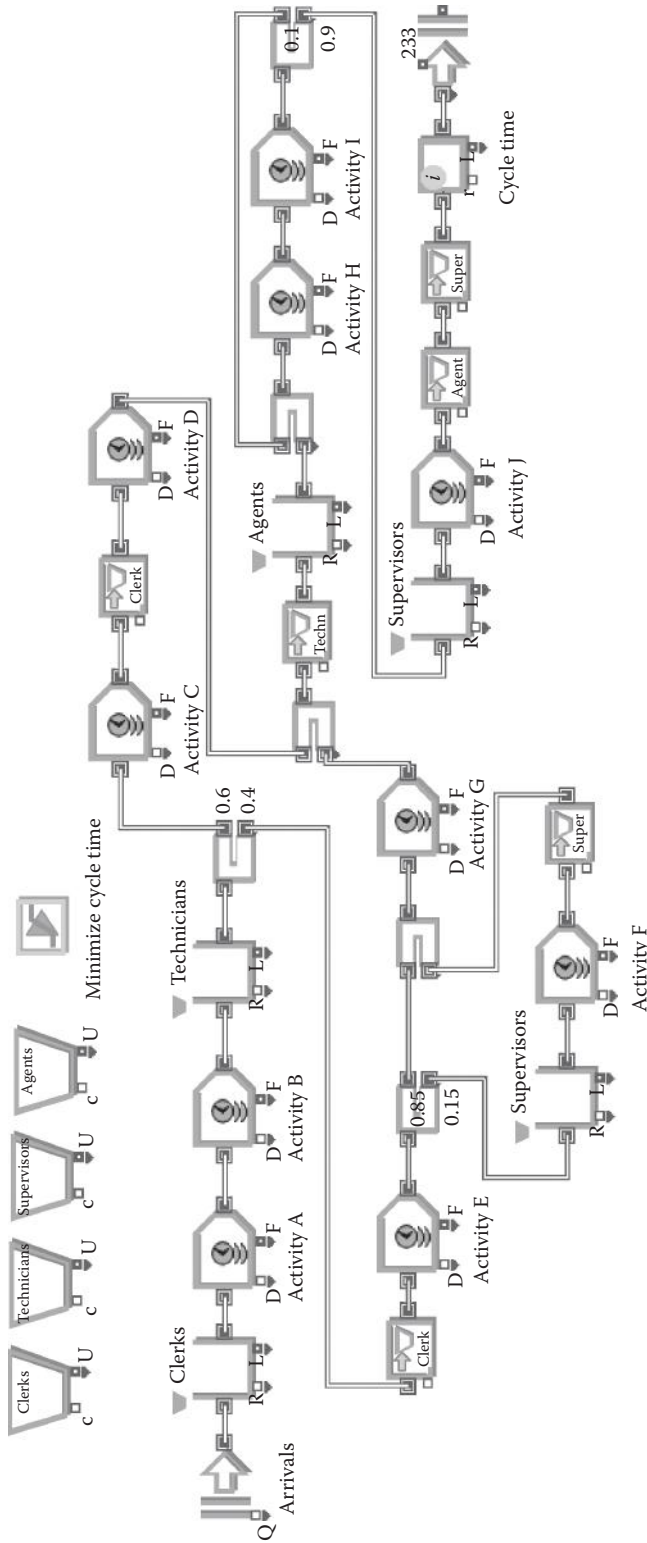 Clerks
c U
Technicians
c U
Supervisors
c U
Agents
c U
Minimize cycle time
Q
Arrivals
Clerks
R L
D F
Activity A
D F
Activity B
Technicians
R L
0.6
0.4
D F
Activity C
Clerk
D F
Activity D
Clerk
D F
Activity E
0.85
0.15
Supervisors
R L
D F
Activity F
Super
D F
Activity G
Techn
Agents
R L
D F
Activity H
D F
Activity I
0.1
0.9
Supervisors
R L
D F
Activity J
Agent
Super
i
r L
Cycle time
233